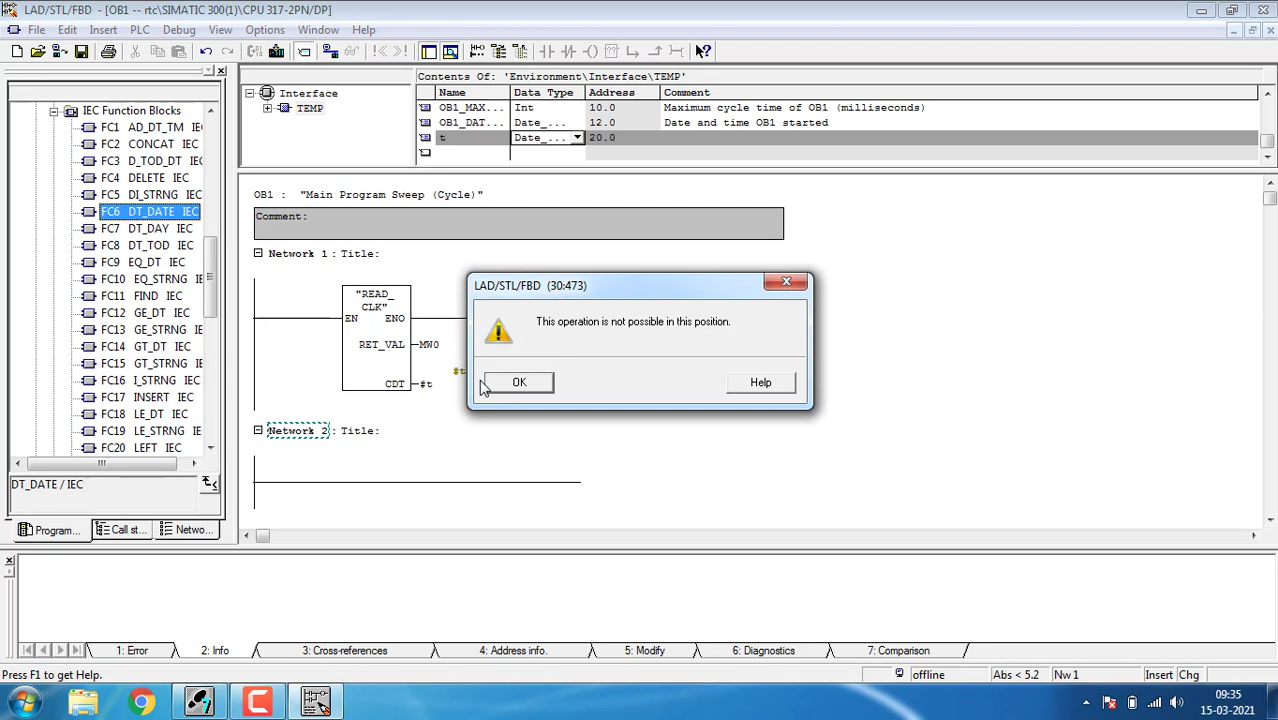 LAD/STL/FBD - [OB1 -- rtc\SIMATIC 300(1)\CPU 317-2PN/DP]
File Edit Insert PLC Debug View Options Window Help
IEC Function Blocks
FC1 AD_DT_TM IE
FC2 CONCAT IEC
FC3 D_TOD_DT IE
FC4 DELETE IEC
FC5 DI_STRNG IE
FC6 DT_DATE IEC
FC7 DT_DAY IEC
FC8 DT_TOD IEC
FC9 EQ_DT IEC
FC10 EQ_STRNG IE
FC11 FIND IEC
FC12 GE_DT IEC
FC13 GE_STRNG IE
FC14 GT_DT IEC
FC15 GT_STRNG IE
FC16 I_STRNG IEC
FC17 INSERT IEC
FC18 LE_DT IEC
FC19 LE_STRNG IE
FC20 LEFT IEC
DT_DATE / IEC
Program... Call st... Netwo...
Interface
TEMP
Contents Of: 'Environment\Interface\TEMP'
Name Data Type Address Comment
OB1_MAX... Int 10.0 Maximum cycle time of OB1 (milliseconds)
OB1_DAT... Date_... 12.0 Date and time OB1 started
t Date_... 20.0
OB1 : "Main Program Sweep (Cycle)"
Comment:
Network 1 : Title:
"READ_
CLK"
EN ENO
RET_VAL MW0
#t
CDT #t
Network 2 : Title:
LAD/STL/FBD (30:473)
This operation is not possible in this position.
OK Help
1: Error 2: Info 3: Cross-references 4: Address info. 5: Modify 6: Diagnostics 7: Comparison
Press F1 to get Help. offline Abs < 5.2 Nw 1 Insert Chg
09:35
15-03-2021